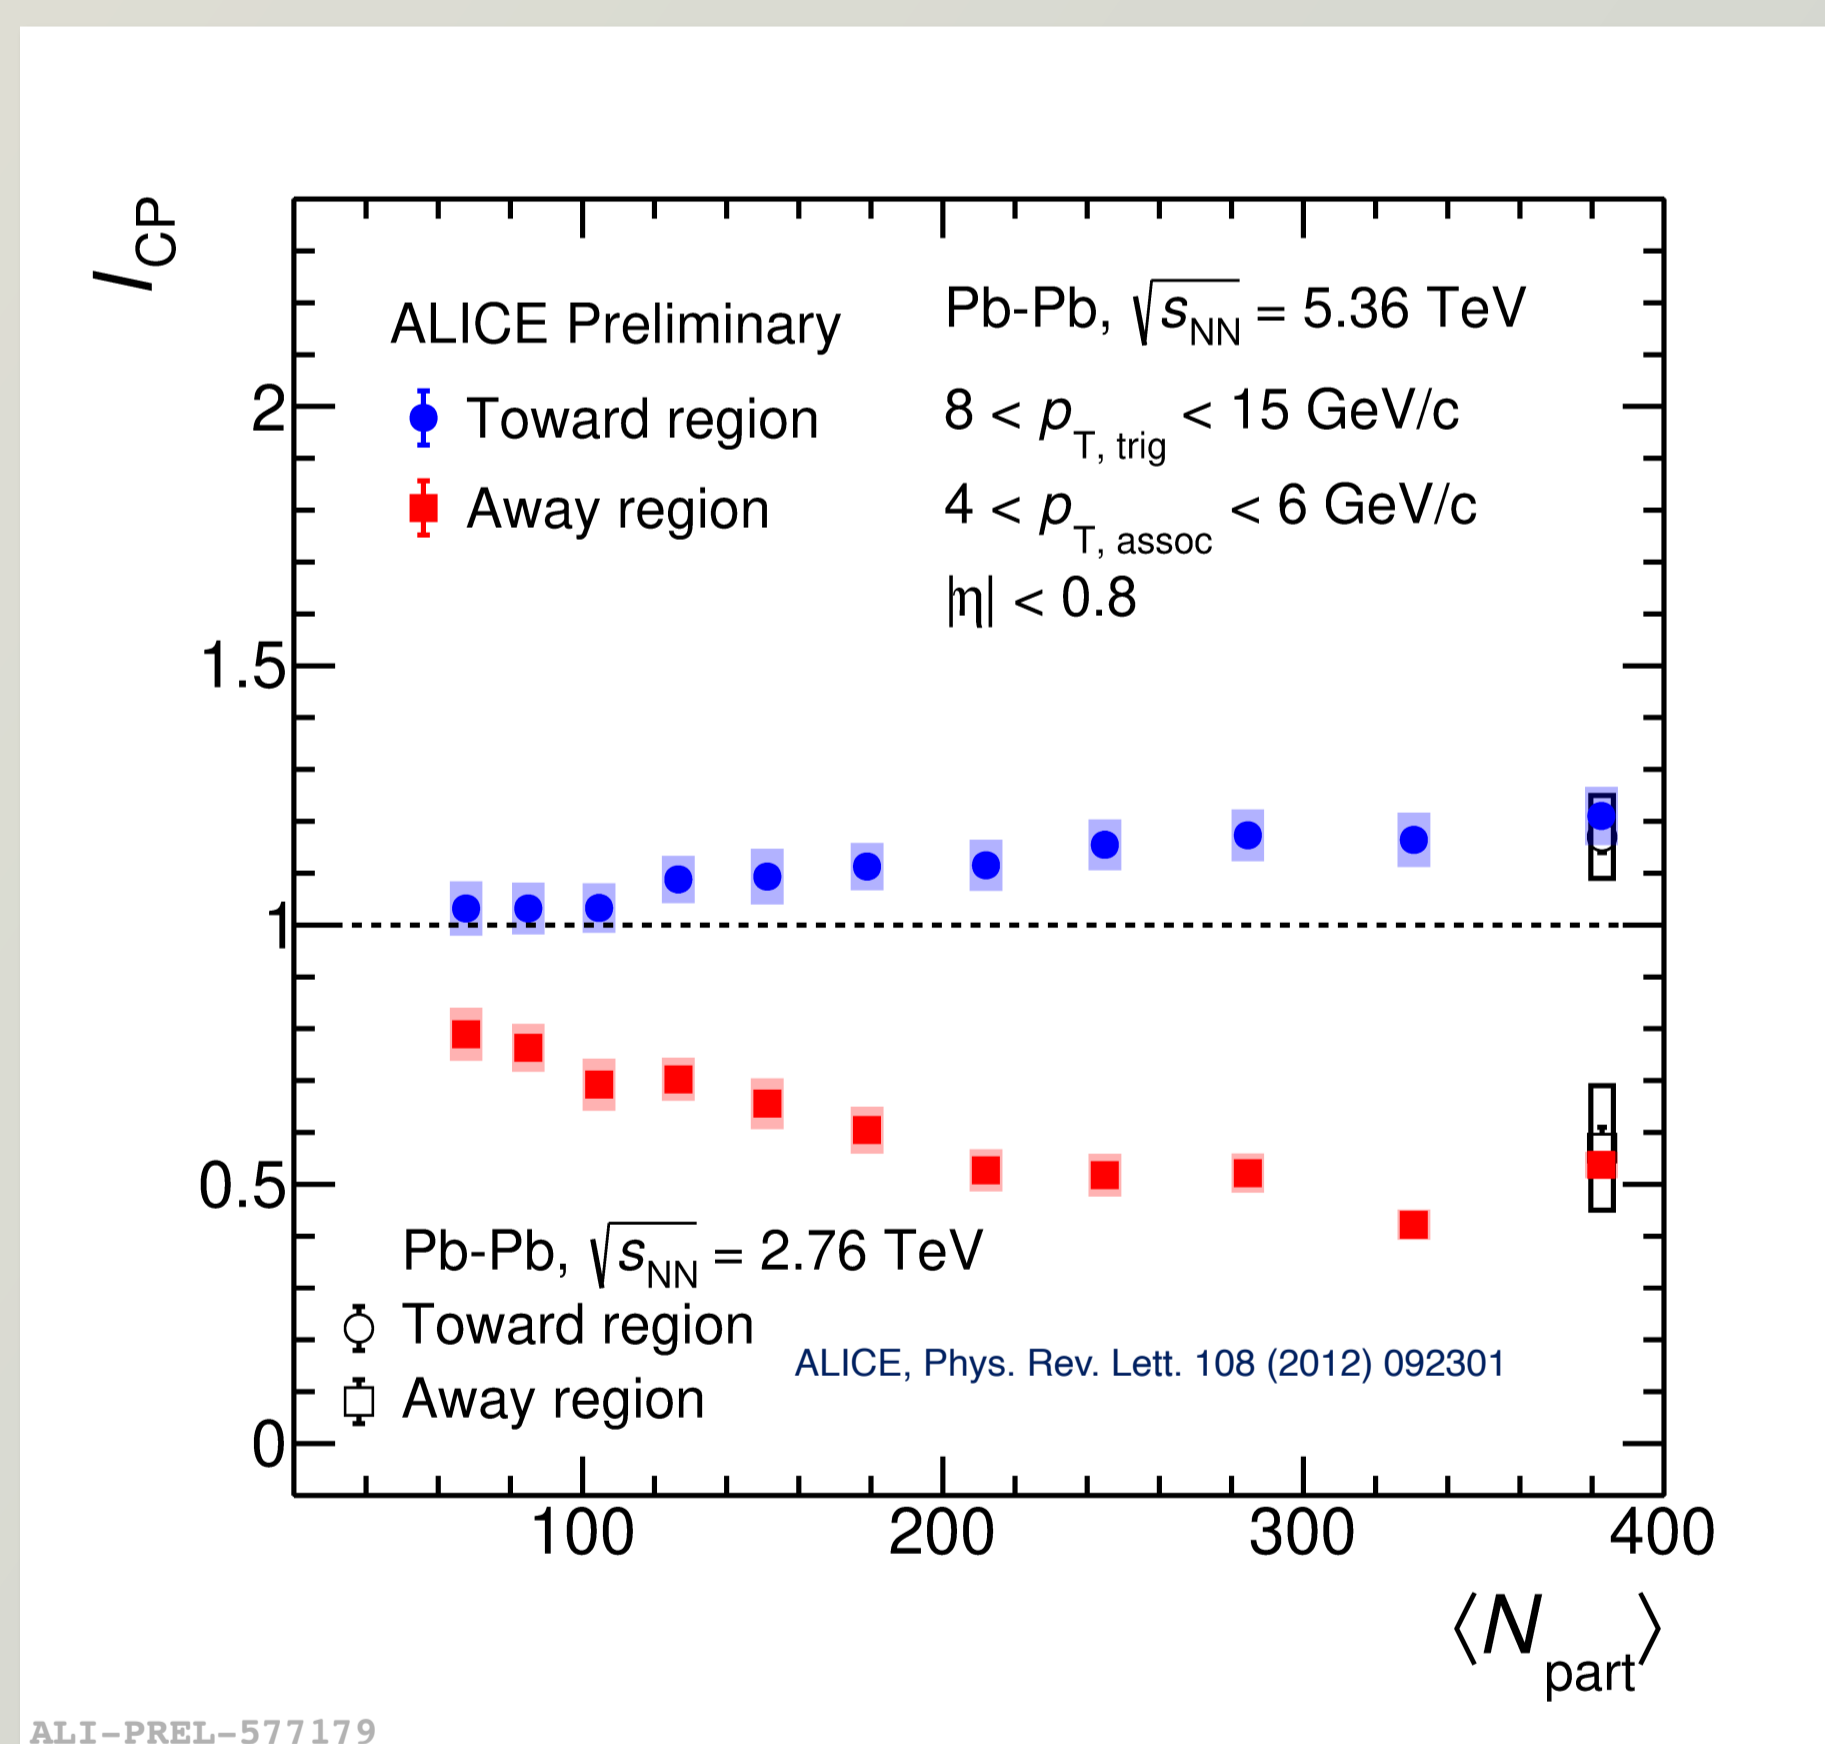 I_CP
ALICE Preliminary
Toward region
Away region
Pb-Pb, √s_NN = 5.36 TeV
8 < p_T, trig < 15 GeV/c
4 < p_T, assoc < 6 GeV/c
|η| < 0.8
2
1.5
1
0.5
0
Pb-Pb, √s_NN = 2.76 TeV
Toward region
Away region
ALICE, Phys. Rev. Lett. 108 (2012) 092301
100 200 300 400
⟨N_part⟩
ALI-PREL-577179